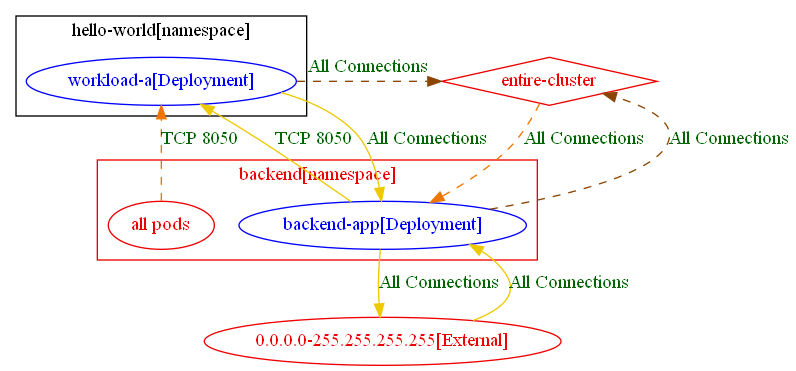 hello-world[namespace]
workload-a[Deployment]
All Connections
entire-cluster
TCP 8050
TCP 8050
All Connections
All Connections
All Connections
backend[namespace]
all pods
backend-app[Deployment]
All Connections
All Connections
0.0.0.0-255.255.255.255[External]